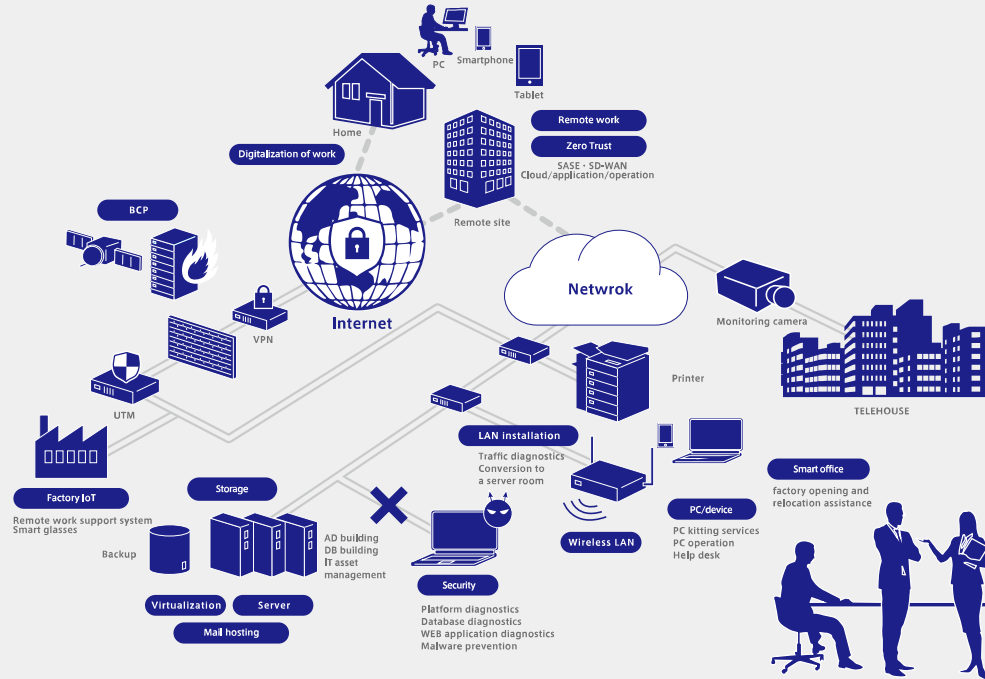 PC
Smartphone
Tablet
Home
Remote work
Zero Trust
SASE・SD-WAN
Cloud/application/operation
Digitalization of work
Remote site
BCP
Netwrok
Internet
VPN
Monitoring camera
UTM
Printer
TELEHOUSE
LAN installation
Traffic diagnostics
Conversion to
a server room
Smart office
factory opening and
relocation assistance
Factory IoT
Remote work support system
Smart glasses
Storage
PC/device
PC kitting services
PC operation
Help desk
Wireless LAN
Backup
AD building
DB building
IT asset
management
Security
Platform diagnostics
Database diagnostics
WEB application diagnostics
Malware prevention
Virtualization
Server
Mail hosting